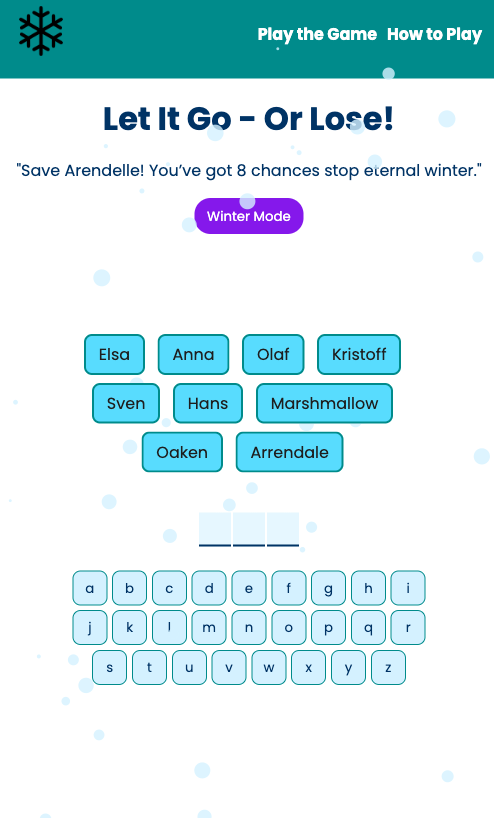 Play the Game How to Play
Let It Go - Or Lose!
"Save Arendelle! You've got 8 chances stop eternal winter."
Winter Mode
Elsa Anna Olaf Kristoff
Sven Hans Marshmallow
Oaken Arrendale
a b c d e f g h i
j k l m n o p q r
s t u v w x y z